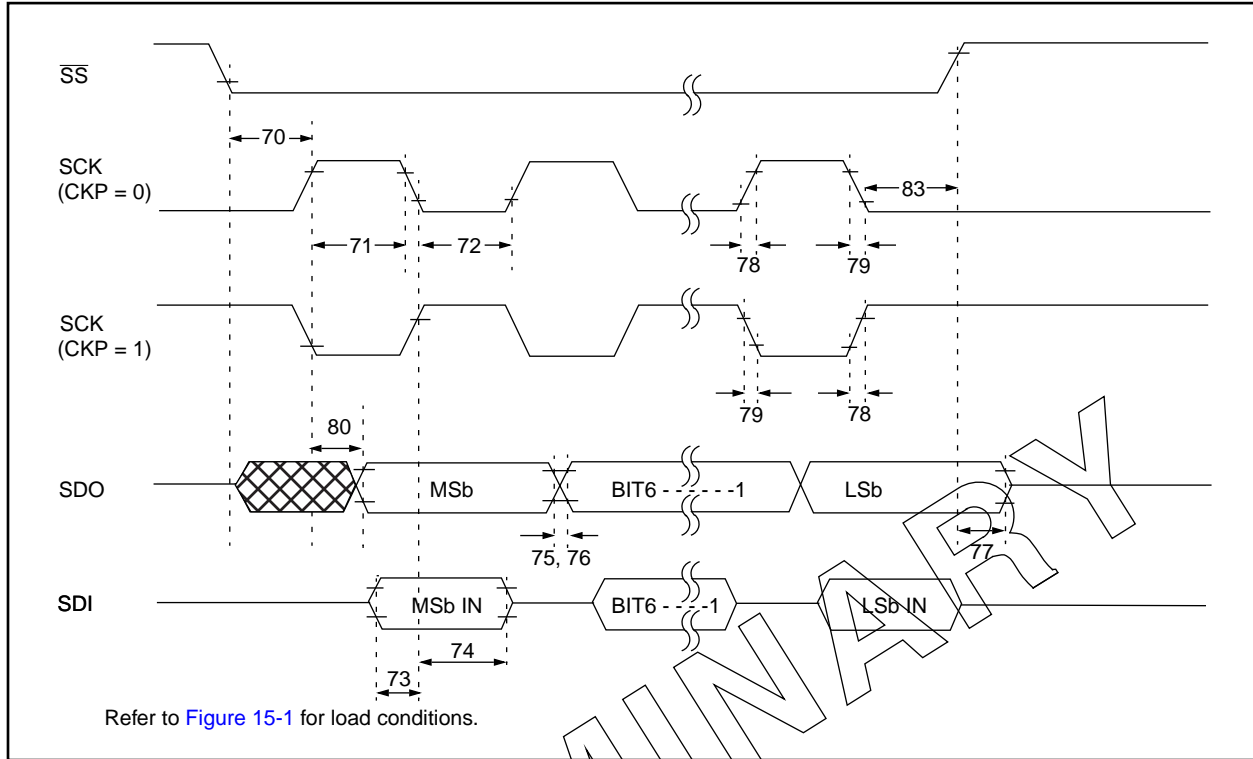 SS
70
SCK
(CKP = 0)
83
71
72
78
79
SCK
(CKP = 1)
79
78
80
SDO
MSb
BIT6 - - - - - -1
LSb
75, 76
77
SDI
MSb IN
BIT6 - - - - -1
LSb IN
74
73
Refer to Figure 15-1 for load conditions.
MINARY